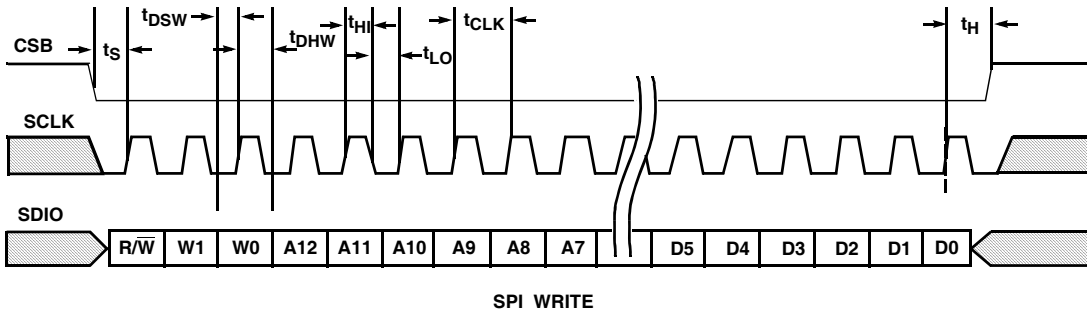 tDSW tHI tCLK tH
CSB tS tDHW tLO
SCLK
SDIO
R/W̅ W1 W0 A12 A11 A10 A9 A8 A7 D5 D4 D3 D2 D1 D0
SPI WRITE